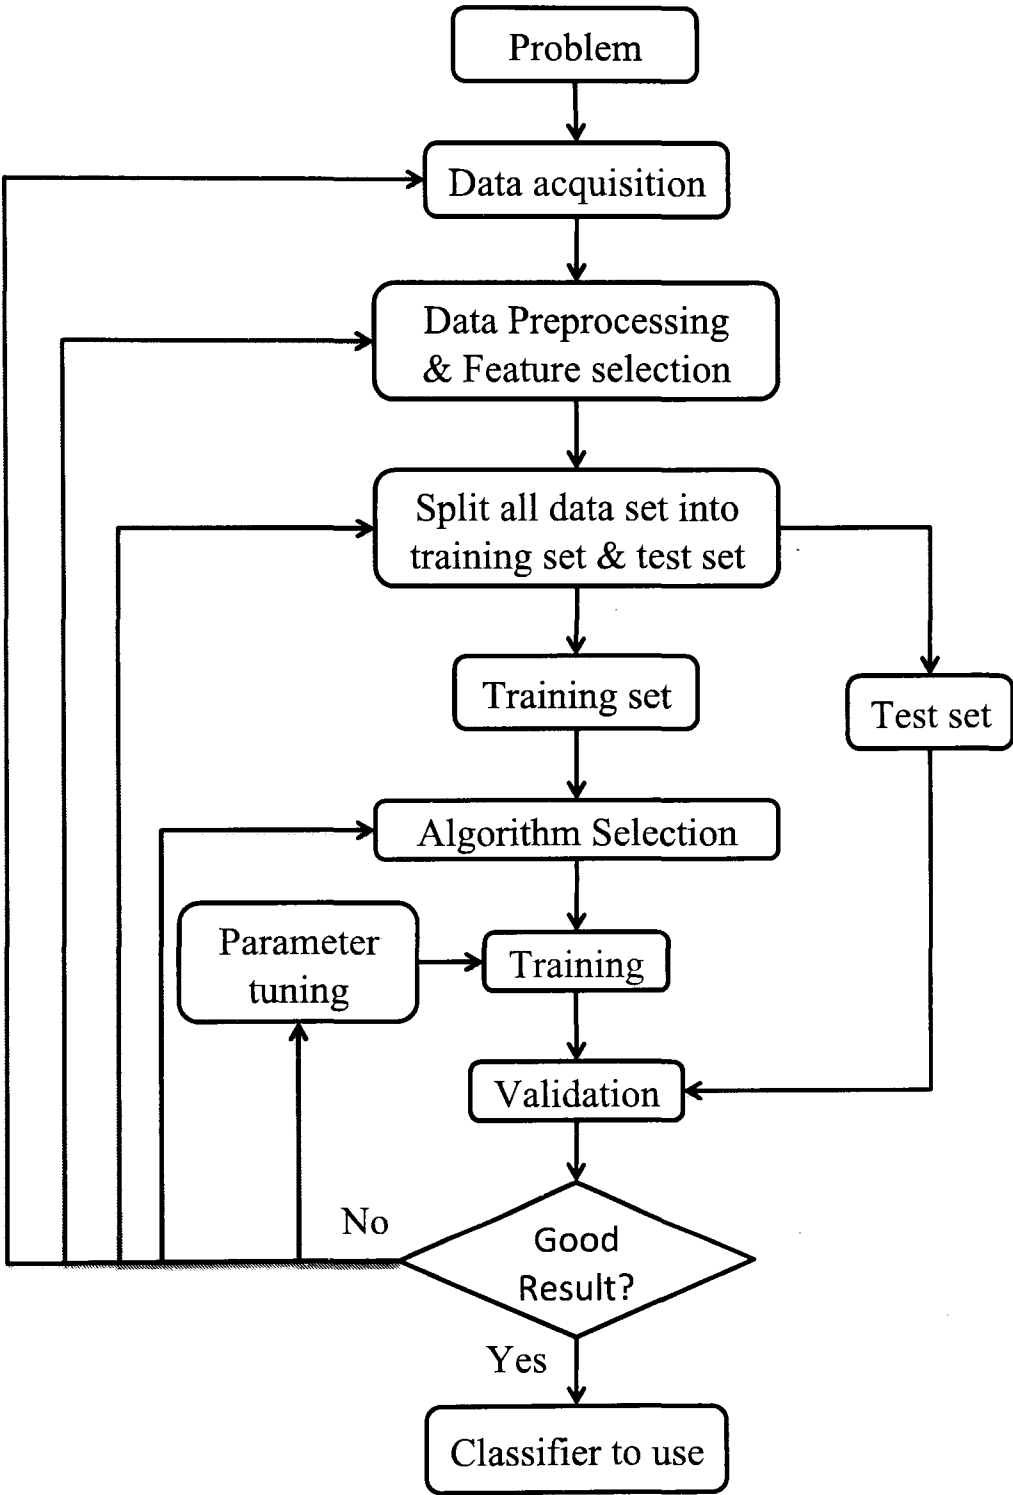 Problem
Data acquisition
Data Preprocessing
& Feature selection
Split all data set into
training set & test set
Training set
Test set
Algorithm Selection
Parameter
tuning
Training
Validation
No
Good
Result?
Yes
Classifier to use